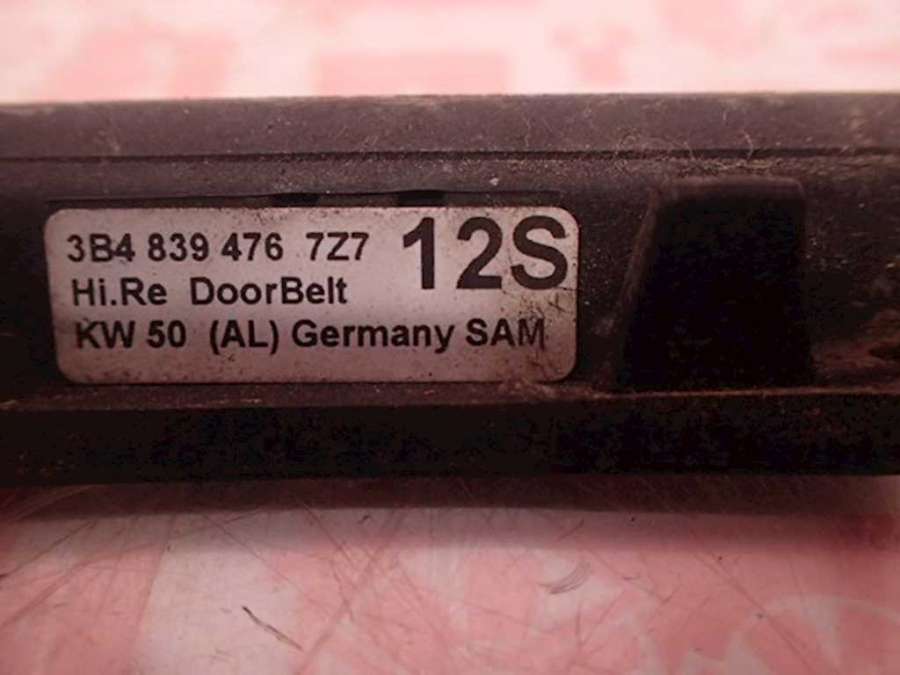 3B4 839 476 7Z7 12S
Hi.Re DoorBelt
KW 50 (AL) Germany SAM